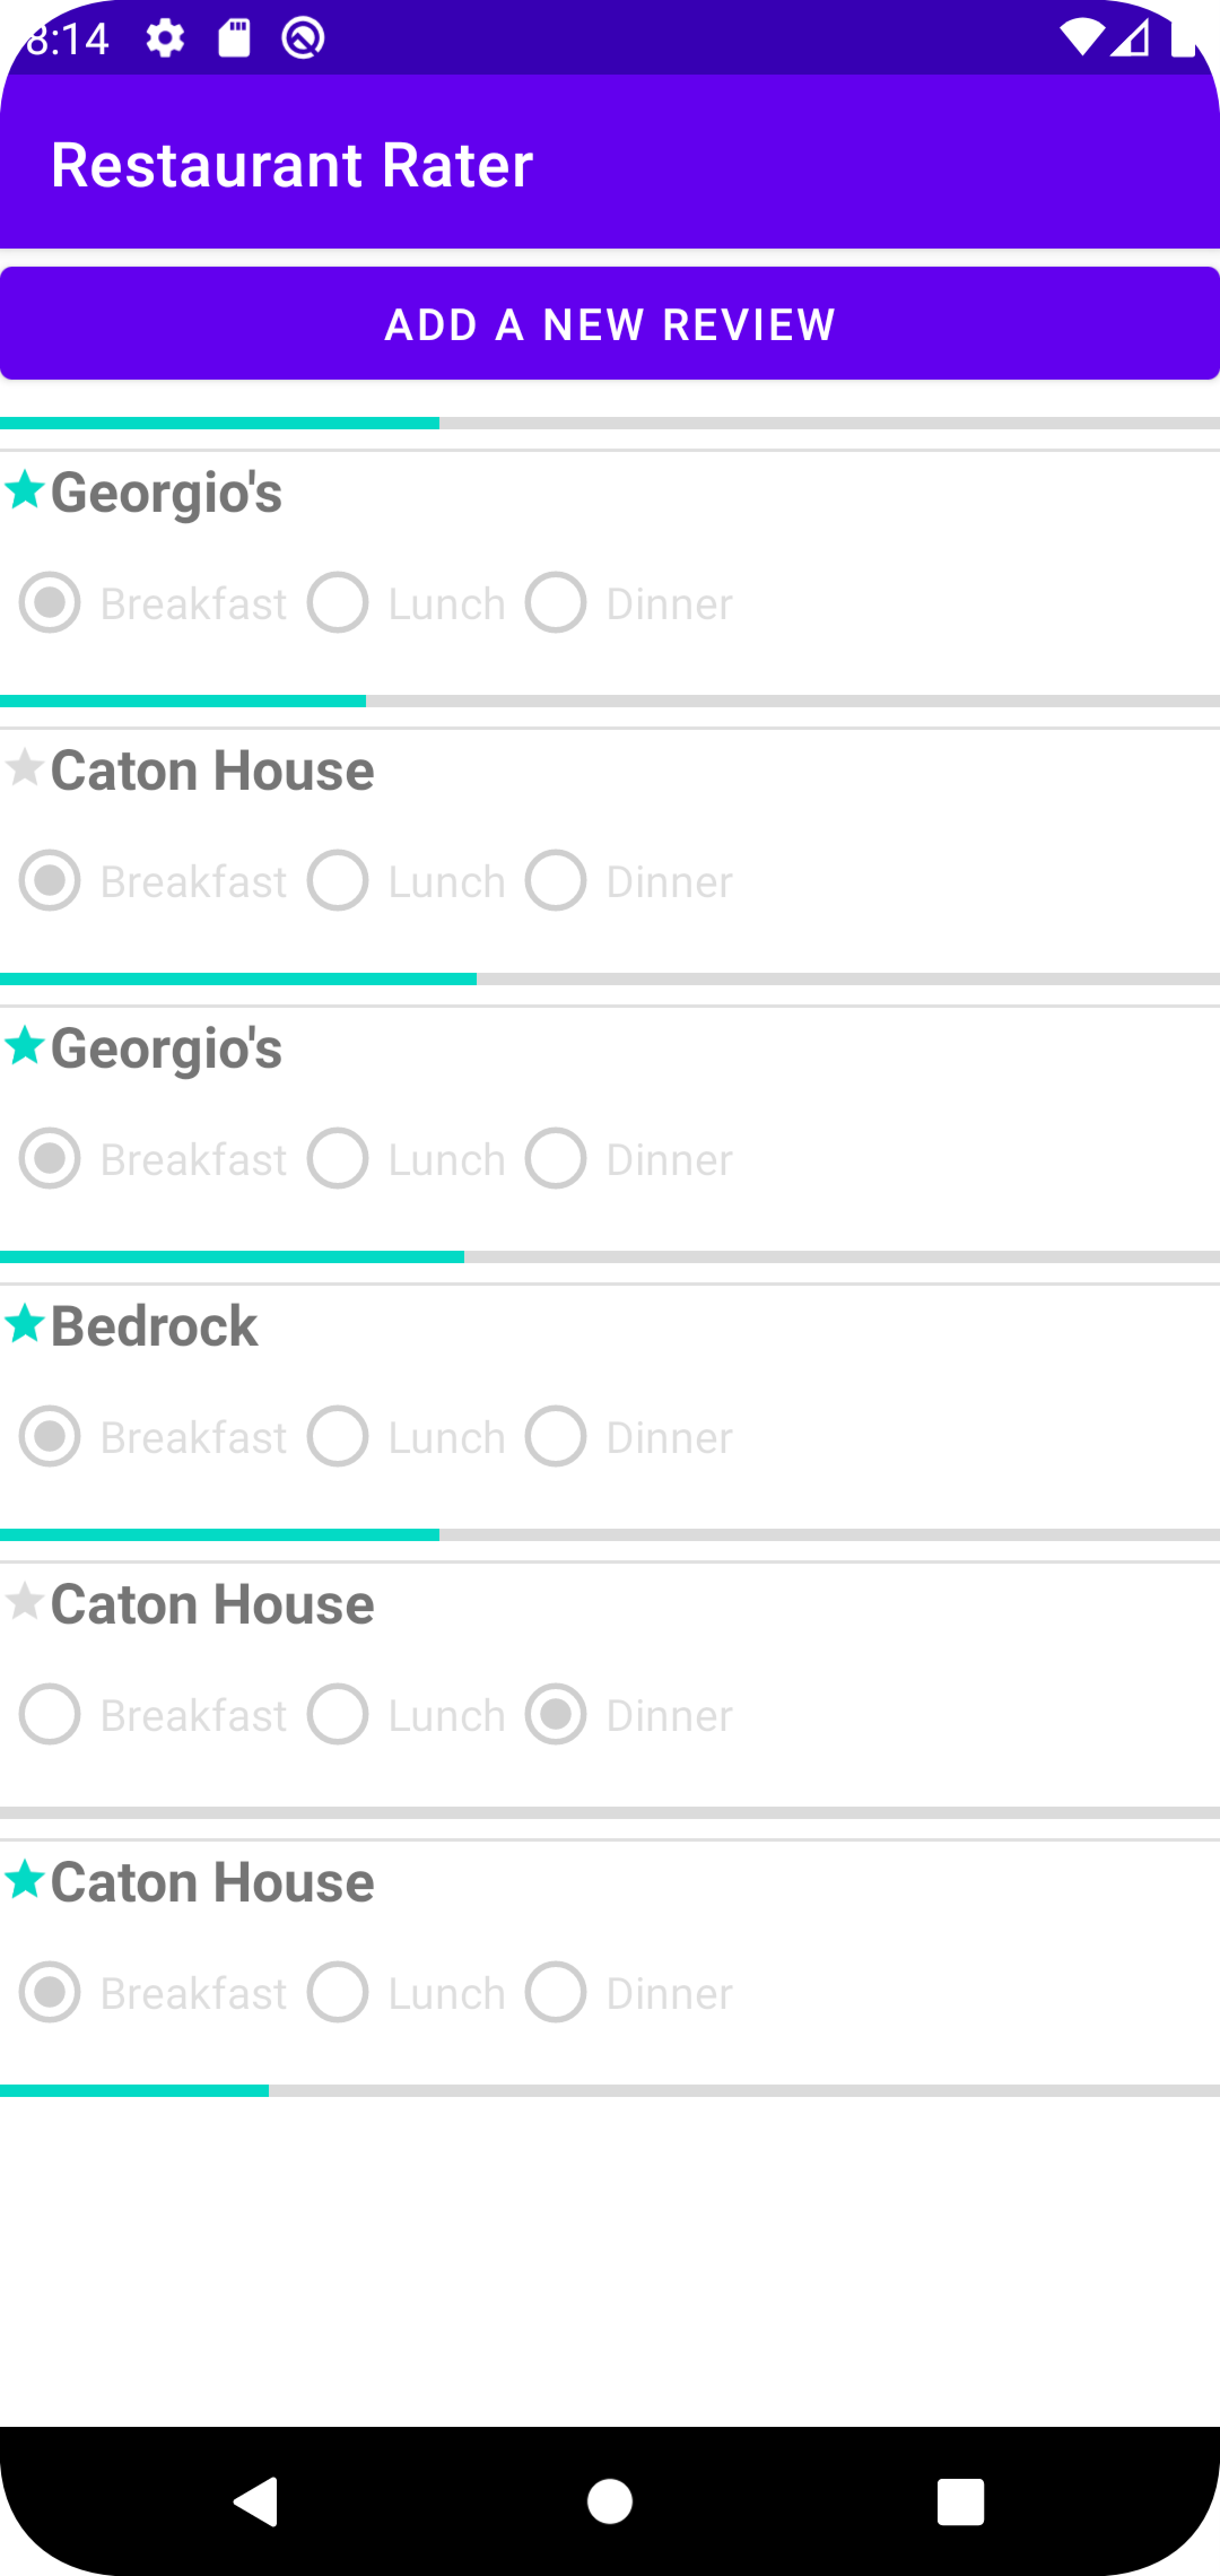 8:14
Restaurant Rater
ADD A NEW REVIEW
Georgio's
Breakfast Lunch Dinner
Caton House
Breakfast Lunch Dinner
Georgio's
Breakfast Lunch Dinner
Bedrock
Breakfast Lunch Dinner
Caton House
Breakfast Lunch Dinner
Caton House
Breakfast Lunch Dinner